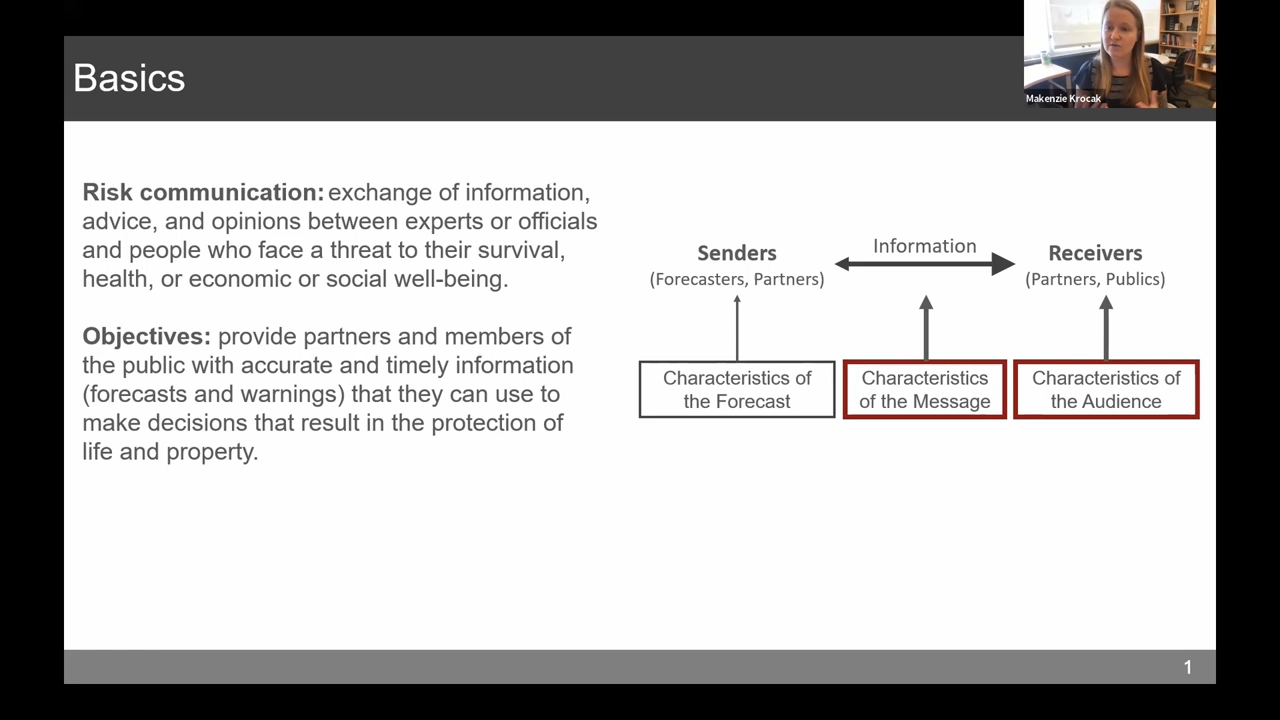 Basics
Makenzie Krocak
Risk communication: exchange of information,
advice, and opinions between experts or officials
and people who face a threat to their survival,
health, or economic or social well-being.
Objectives: provide partners and members of
the public with accurate and timely information
(forecasts and warnings) that they can use to
make decisions that result in the protection of
life and property.
Information
Senders
Receivers
(Forecasters, Partners)
(Partners, Publics)
Characteristics of
the Forecast
Characteristics
of the Message
Characteristics of
the Audience
1